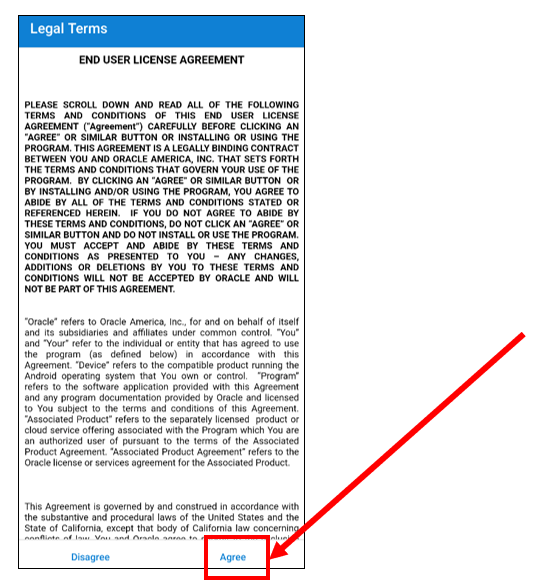 Legal Terms
END USER LICENSE AGREEMENT
PLEASE SCROLL DOWN AND READ ALL OF THE FOLLOWING
TERMS AND CONDITIONS OF THIS END USER LICENSE
AGREEMENT ("Agreement") CAREFULLY BEFORE CLICKING AN
"AGREE" OR SIMILAR BUTTON OR INSTALLING OR USING THE
PROGRAM. THIS AGREEMENT IS A LEGALLY BINDING CONTRACT
BETWEEN YOU AND ORACLE AMERICA, INC. THAT SETS FORTH
THE TERMS AND CONDITIONS THAT GOVERN YOUR USE OF THE
PROGRAM. BY CLICKING AN "AGREE" OR SIMILAR BUTTON OR
BY INSTALLING AND/OR USING THE PROGRAM, YOU AGREE TO
ABIDE BY ALL OF THE TERMS AND CONDITIONS STATED OR
REFERENCED HEREIN. IF YOU DO NOT AGREE TO ABIDE BY
THESE TERMS AND CONDITIONS, DO NOT CLICK AN "AGREE" OR
SIMILAR BUTTON AND DO NOT INSTALL OR USE THE PROGRAM.
YOU MUST ACCEPT AND ABIDE BY THESE TERMS AND
CONDITIONS AS PRESENTED TO YOU – ANY CHANGES,
ADDITIONS OR DELETIONS BY YOU TO THESE TERMS AND
CONDITIONS WILL NOT BE ACCEPTED BY ORACLE AND WILL
NOT BE PART OF THIS AGREEMENT.
"Oracle" refers to Oracle America, Inc., for and on behalf of itself
and its subsidiaries and affiliates under common control. "You"
and "Your" refer to the individual or entity that has agreed to use
the program (as defined below) in accordance with this
Agreement. "Device" refers to the compatible product running the
Android operating system that You own or control. "Program"
refers to the software application provided with this Agreement
and any program documentation provided by Oracle and licensed
to You subject to the terms and conditions of this Agreement.
"Associated Product" refers to the separately licensed product or
cloud service offering associated with the Program which You are
an authorized user of pursuant to the terms of the Associated
Product Agreement. "Associated Product Agreement" refers to the
Oracle license or services agreement for the Associated Product.
This Agreement is governed by and construed in accordance with
the substantive and procedural laws of the United States and the
State of California, except that body of California law concerning
conflicts of law. You and Oracle agree to
Disagree
Agree